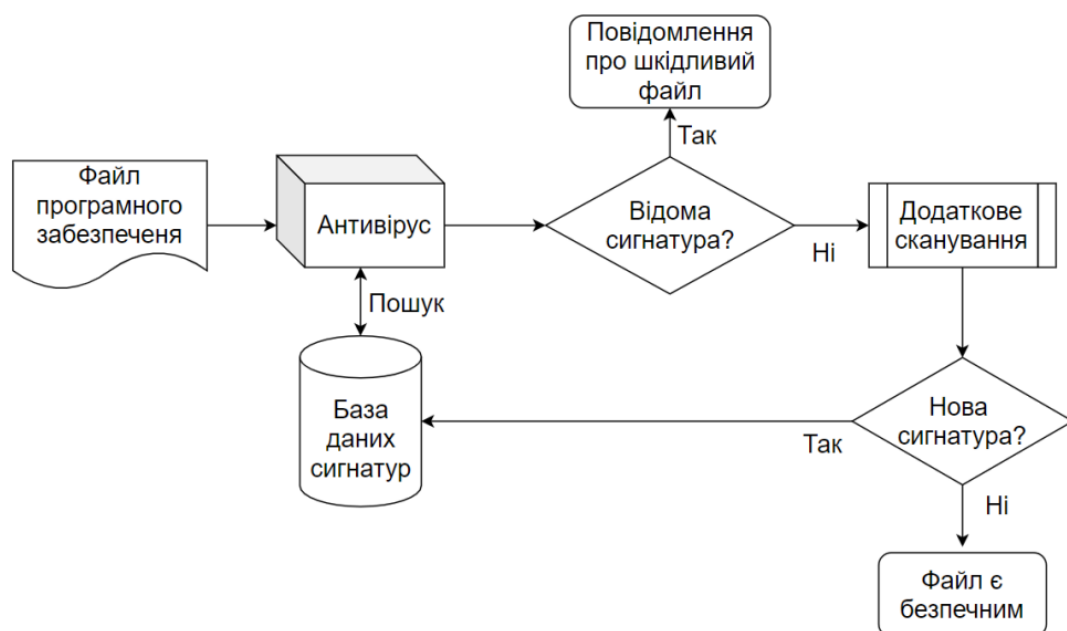 Повідомлення
про шкідливий
файл
Так
Файл
програмного
забезпеченя
Антивірус
Відома
сигнатура?
Ні
Додаткове
сканування
Пошук
База
даних
сигнатур
Так
Нова
сигнатура?
Ні
Файл є
безпечним